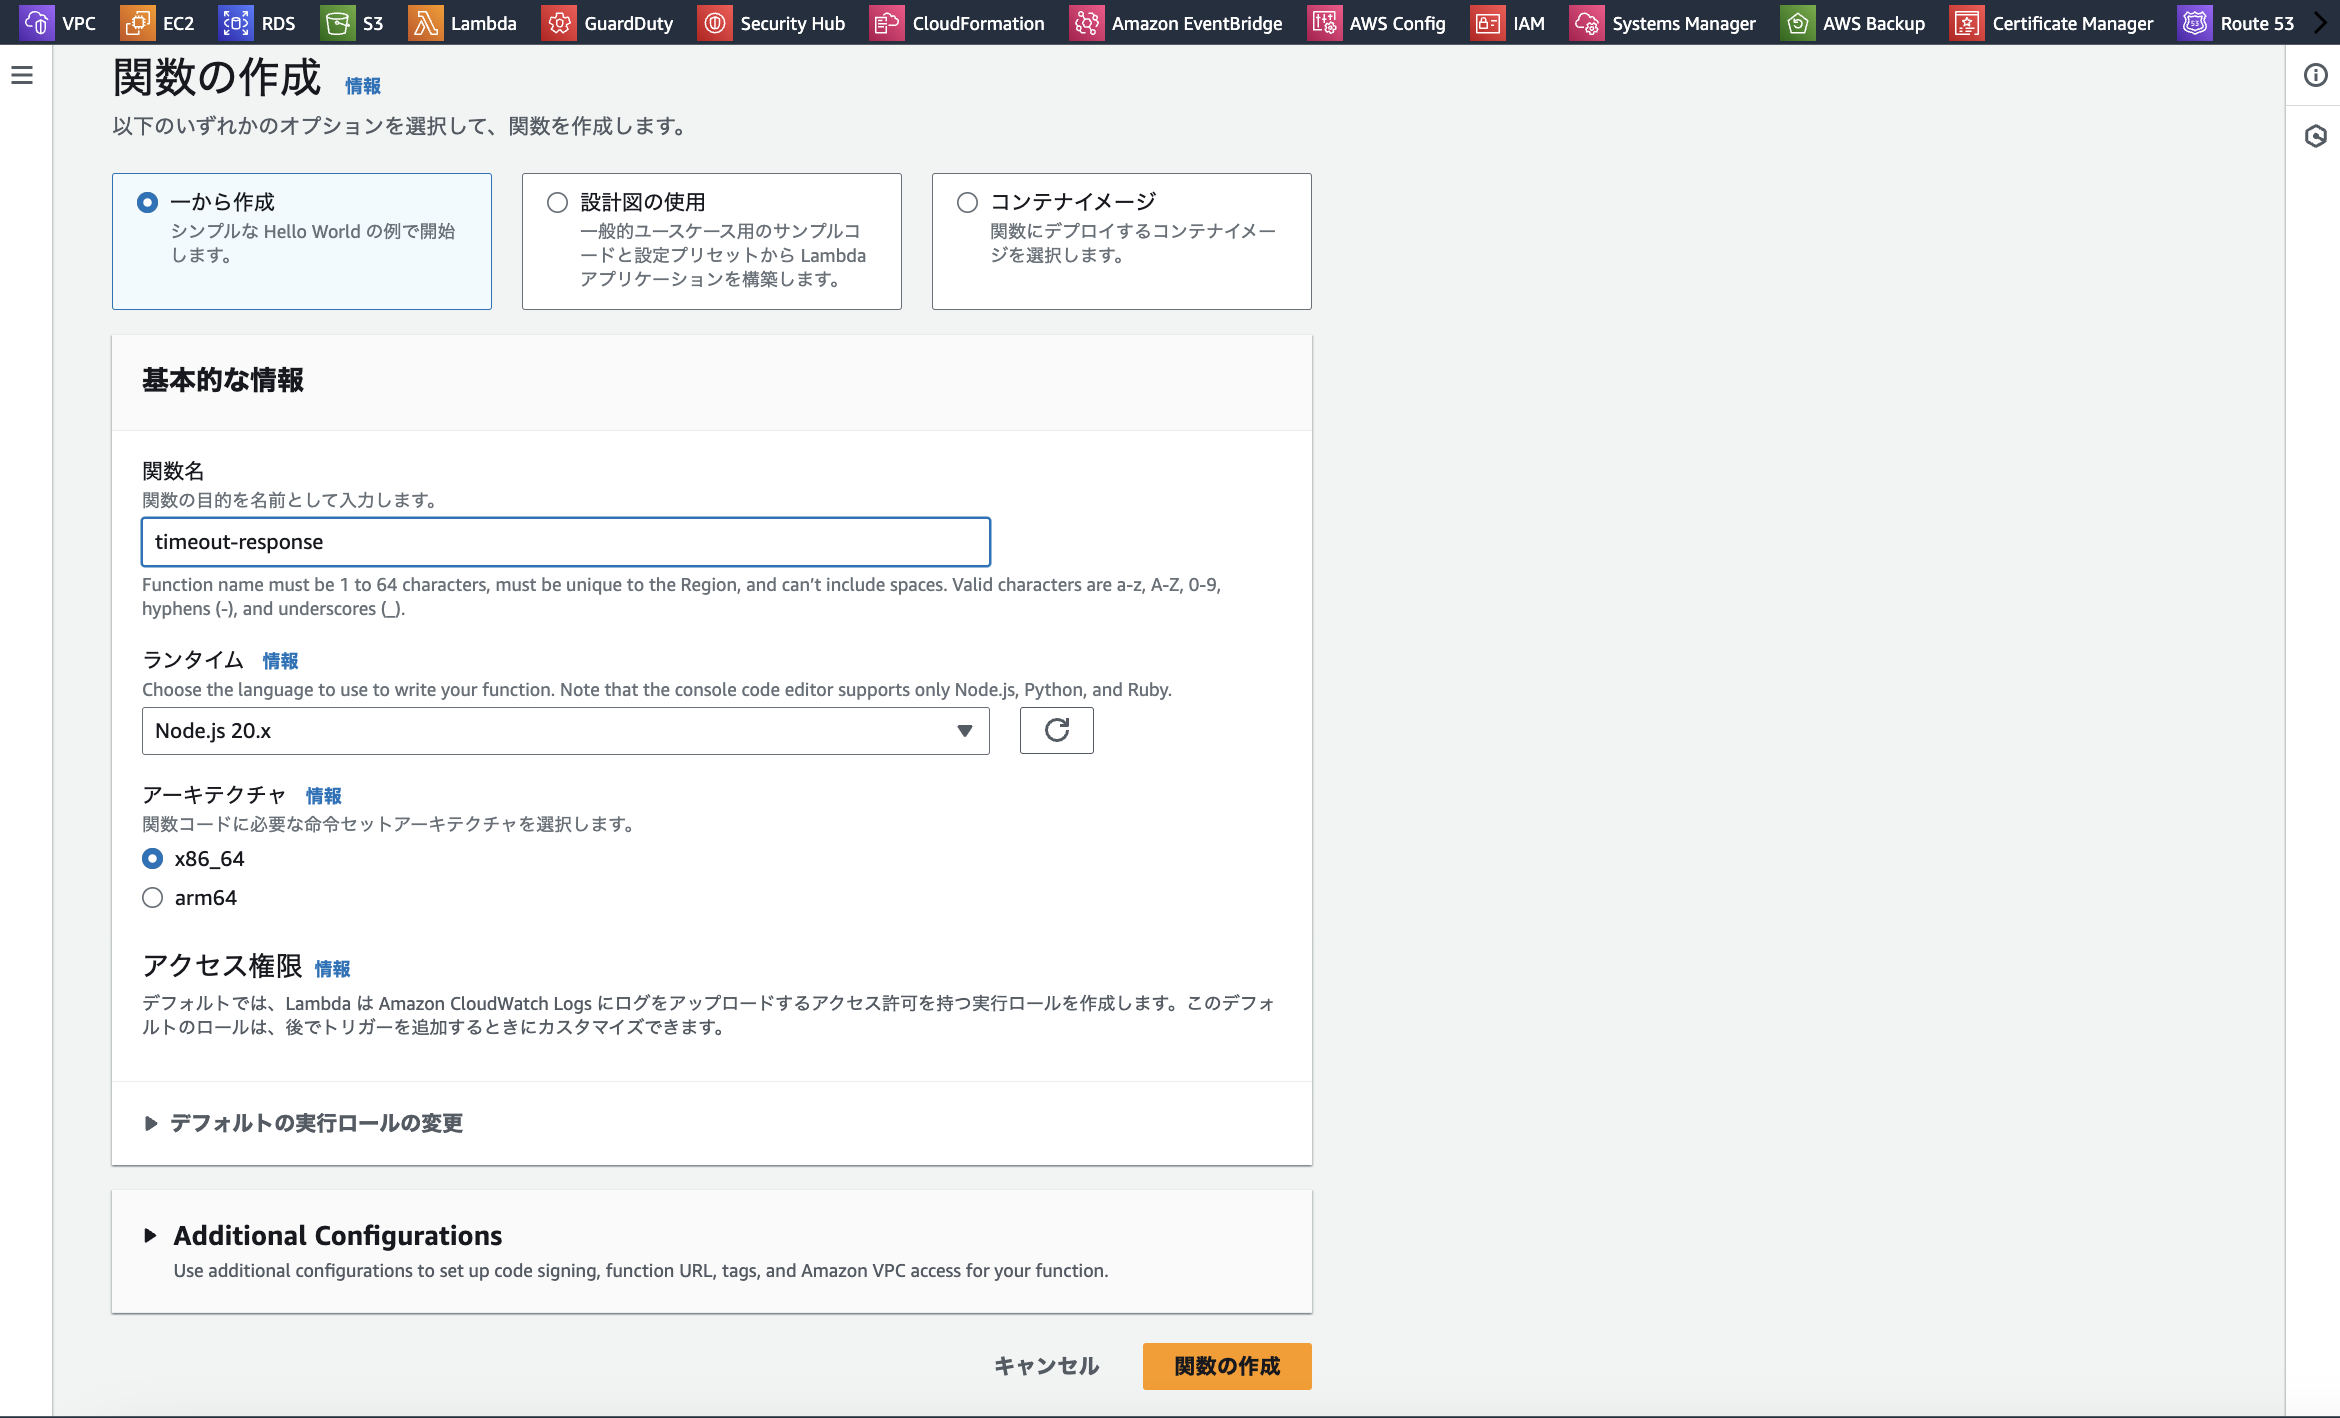 VPC EC2 RDS S3 Lambda GuardDuty Security Hub CloudFormation Amazon EventBridge AWS Config IAM Systems Manager AWS Backup Certificate Manager Route 53
関数の作成 情報
以下のいずれかのオプションを選択して、関数を作成します。
一から作成
シンプルな Hello World の例で開始
します。
設計図の使用
一般的ユースケース用のサンプルコ
ードと設定プリセットから Lambda
アプリケーションを構築します。
コンテナイメージ
関数にデプロイするコンテナイメー
ジを選択します。
基本的な情報
関数名
関数の目的を名前として入力します。
timeout-response
Function name must be 1 to 64 characters, must be unique to the Region, and can't include spaces. Valid characters are a-z, A-Z, 0-9,
hyphens (-), and underscores (_).
ランタイム 情報
Choose the language to use to write your function. Note that the console code editor supports only Node.js, Python, and Ruby.
Node.js 20.x
アーキテクチャ 情報
関数コードに必要な命令セットアーキテクチャを選択します。
x86_64
arm64
アクセス権限 情報
デフォルトでは、Lambda は Amazon CloudWatch Logs にログをアップロードするアクセス許可を持つ実行ロールを作成します。このデフォ
ルトのロールは、後でトリガーを追加するときにカスタマイズできます。
デフォルトの実行ロールの変更
Additional Configurations
Use additional configurations to set up code signing, function URL, tags, and Amazon VPC access for your function.
キャンセル 関数の作成